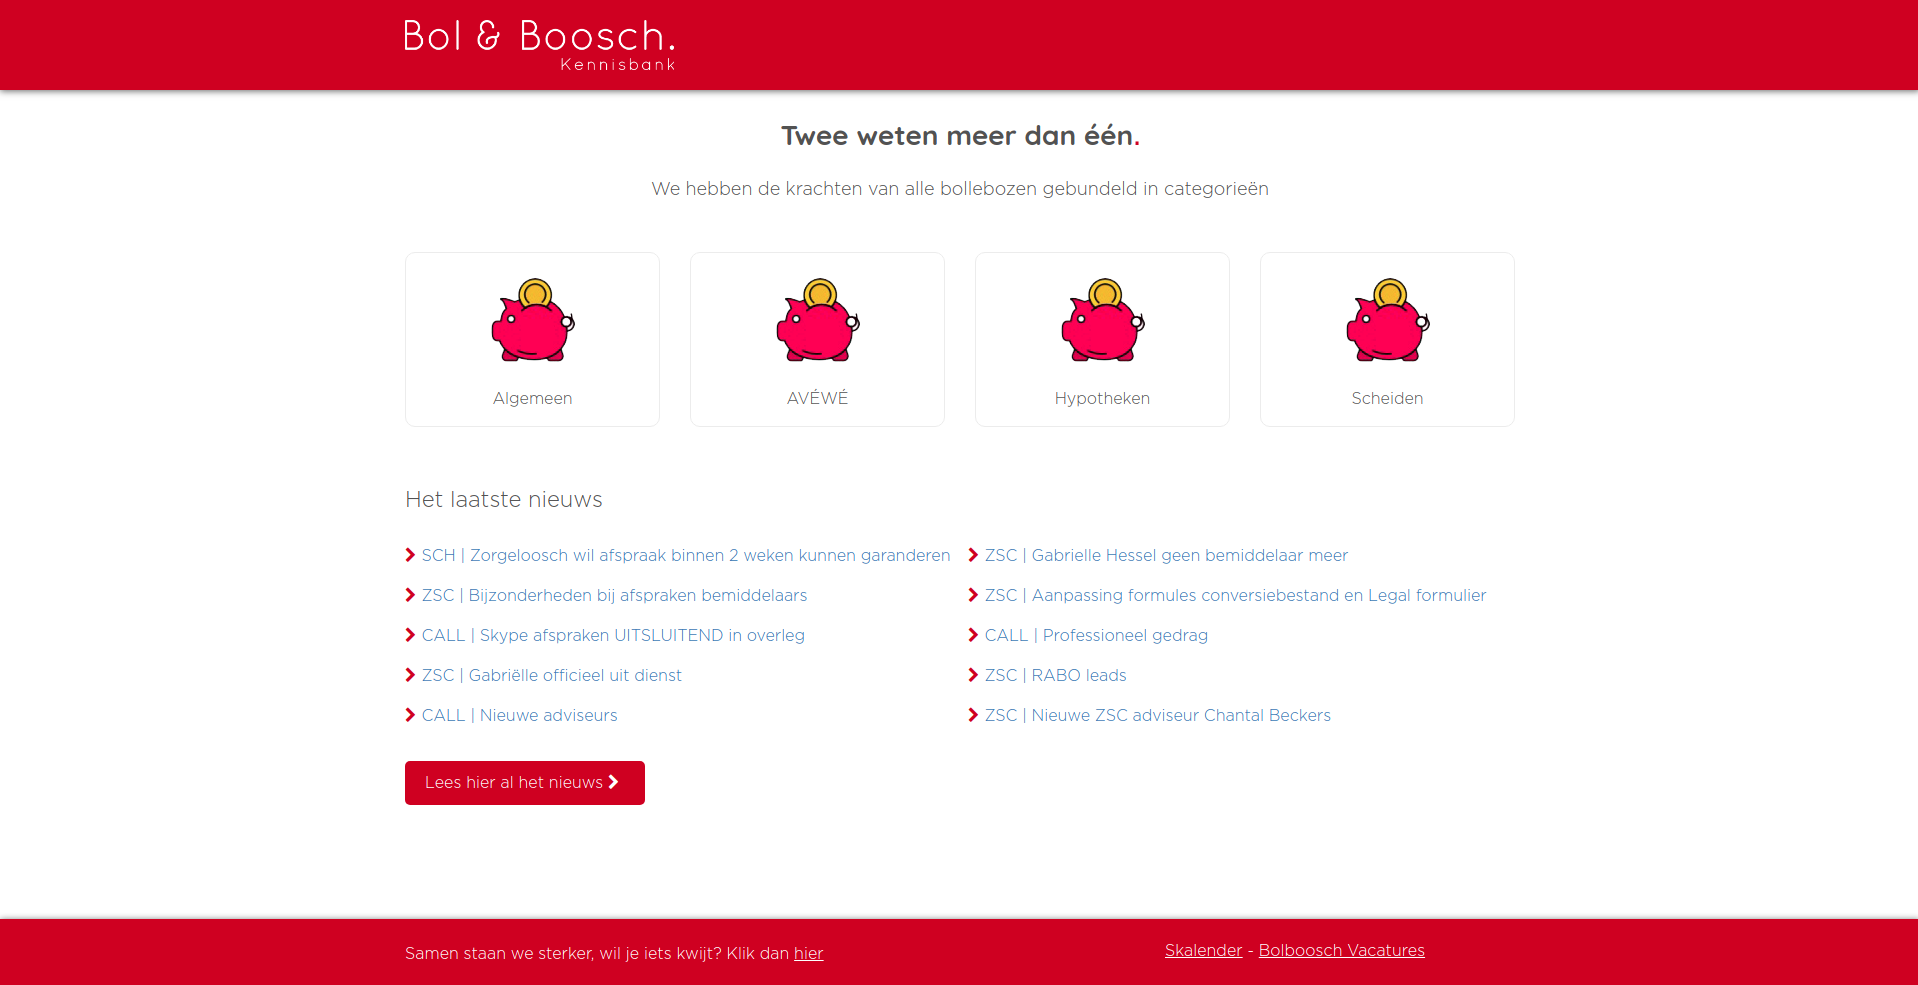 Bol & Boosch.
Kennisbank
Twee weten meer dan één.
We hebben de krachten van alle bollebozen gebundeld in categorieën
Algemeen
AVÉWÉ
Hypotheken
Scheiden
Het laatste nieuws
SCH | Zorgeloosch wil afspraak binnen 2 weken kunnen garanderen
ZSC | Bijzonderheden bij afspraken bemiddelaars
CALL | Skype afspraken UITSLUITEND in overleg
ZSC | Gabriëlle officieel uit dienst
CALL | Nieuwe adviseurs
ZSC | Gabrielle Hessel geen bemiddelaar meer
ZSC | Aanpassing formules conversiebestand en Legal formulier
CALL | Professioneel gedrag
ZSC | RABO leads
ZSC | Nieuwe ZSC adviseur Chantal Beckers
Lees hier al het nieuws
Samen staan we sterker, wil je iets kwijt? Klik dan hier
Skalender - Bolboosch Vacatures